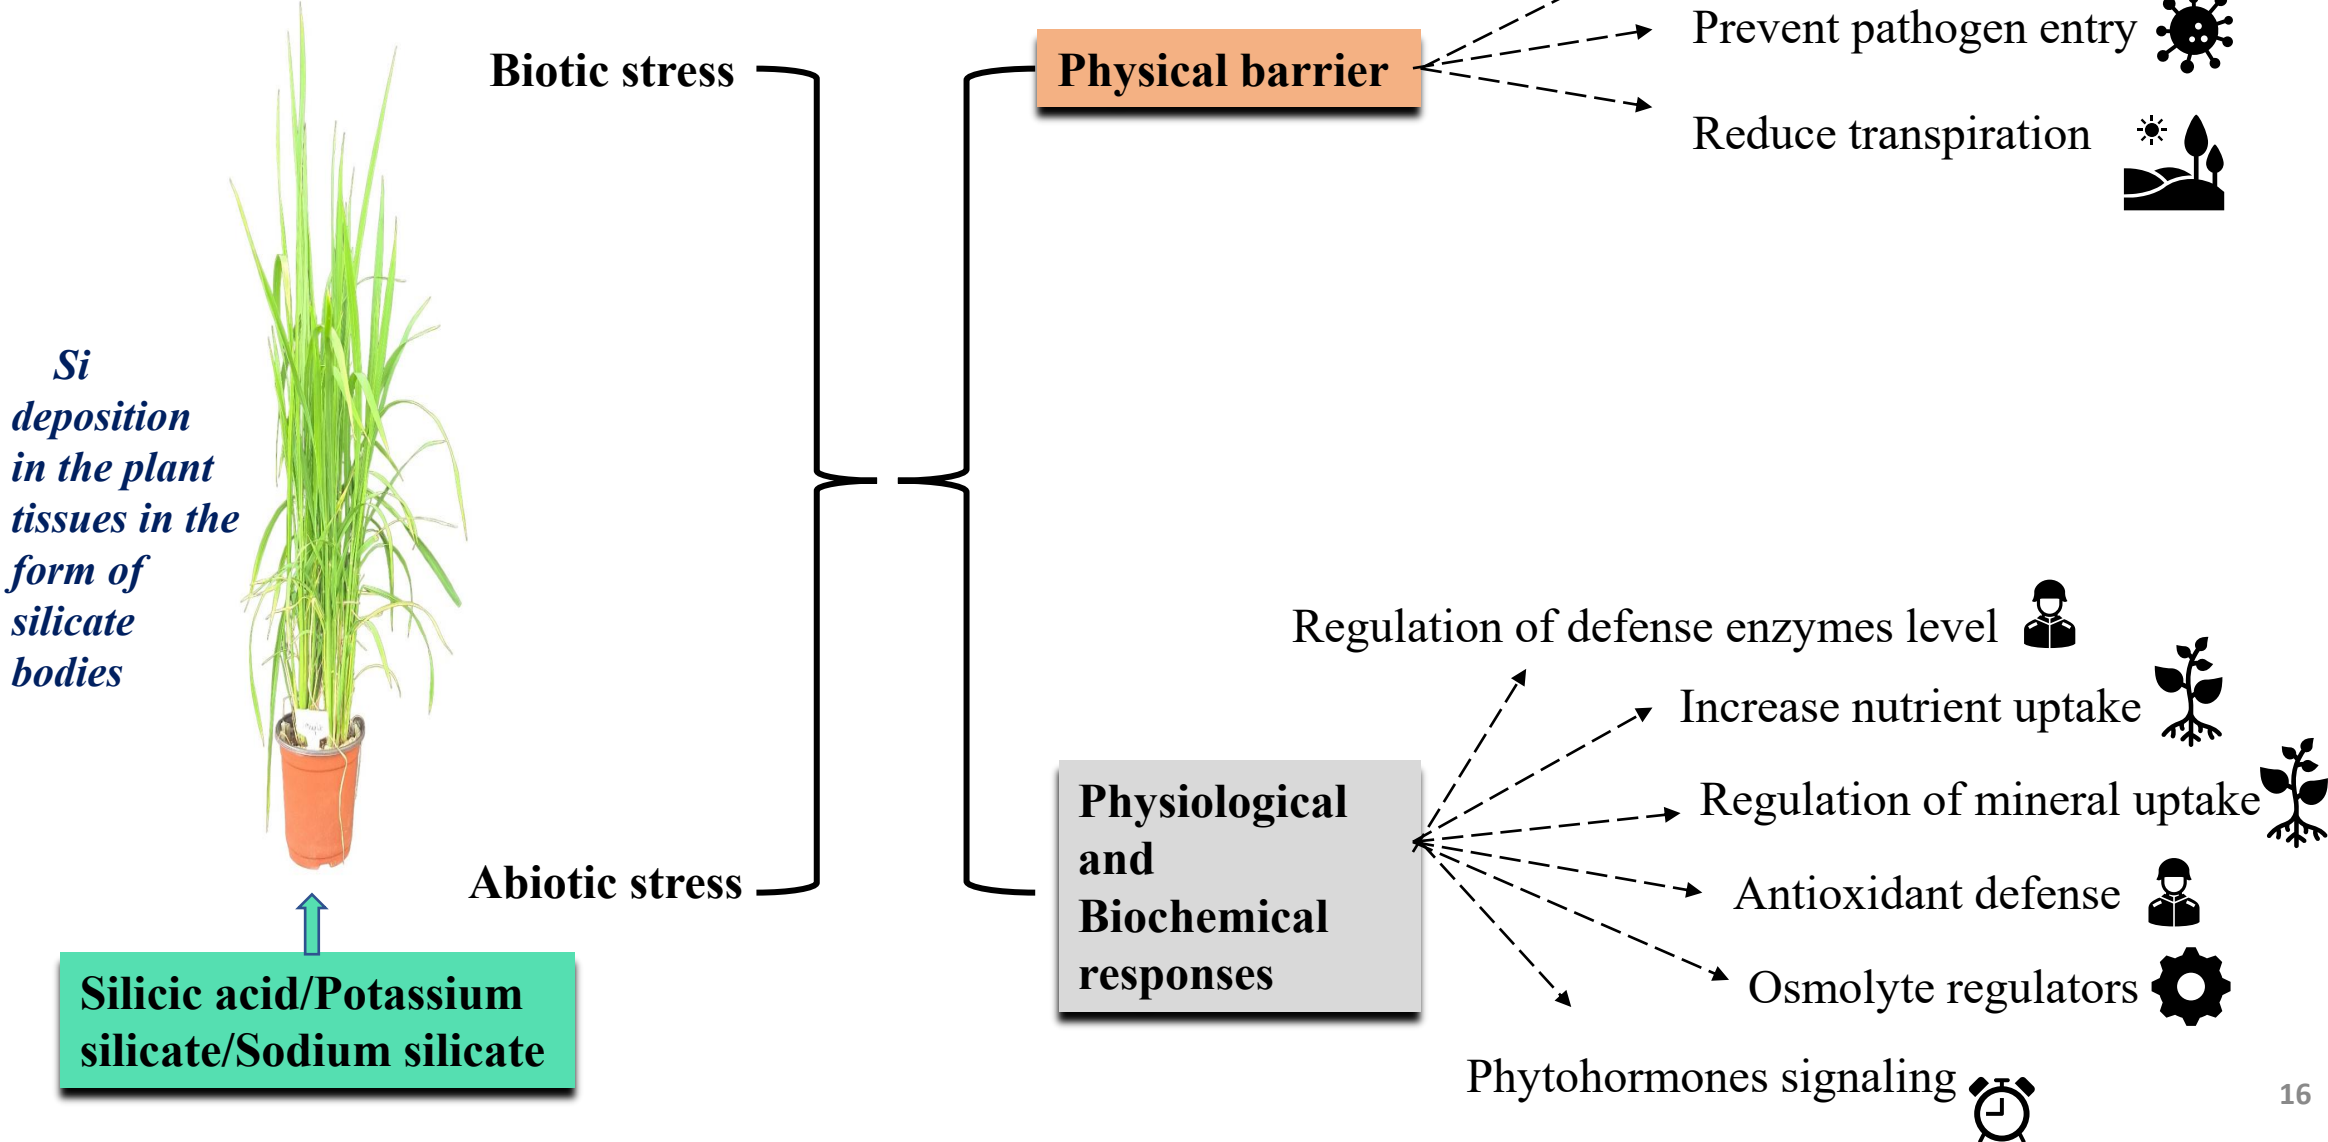 Prevent pathogen entry
Biotic stress
Physical barrier
Reduce transpiration
Si
deposition
in the plant
tissues in the
form of
silicate
bodies
Regulation of defense enzymes level
Increase nutrient uptake
Physiological
and
Biochemical
responses
Regulation of mineral uptake
Antioxidant defense
Abiotic stress
Osmolyte regulators
Silicic acid/Potassium
silicate/Sodium silicate
Phytohormones signaling
16